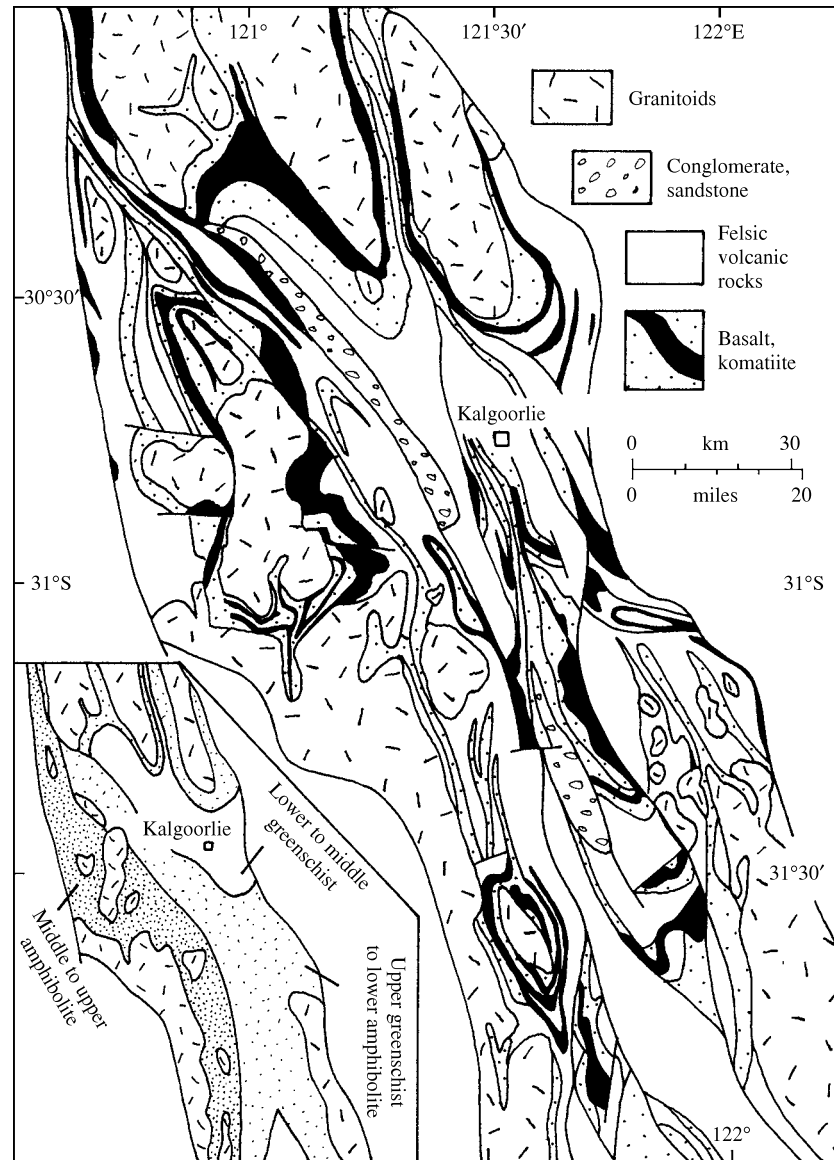 121°
121°30′
122°E
Granitoids
Conglomerate,
sandstone
Felsic
volcanic
rocks
Basalt,
komatiite
30°30′
Kalgoorlie
0 km 30
0 miles 20
31°S
31°S
Kalgoorlie
Lower to middle
greenschist
Middle to upper
amphibolite
Upper greenschist
to lower amphibolite
31°30′
122°